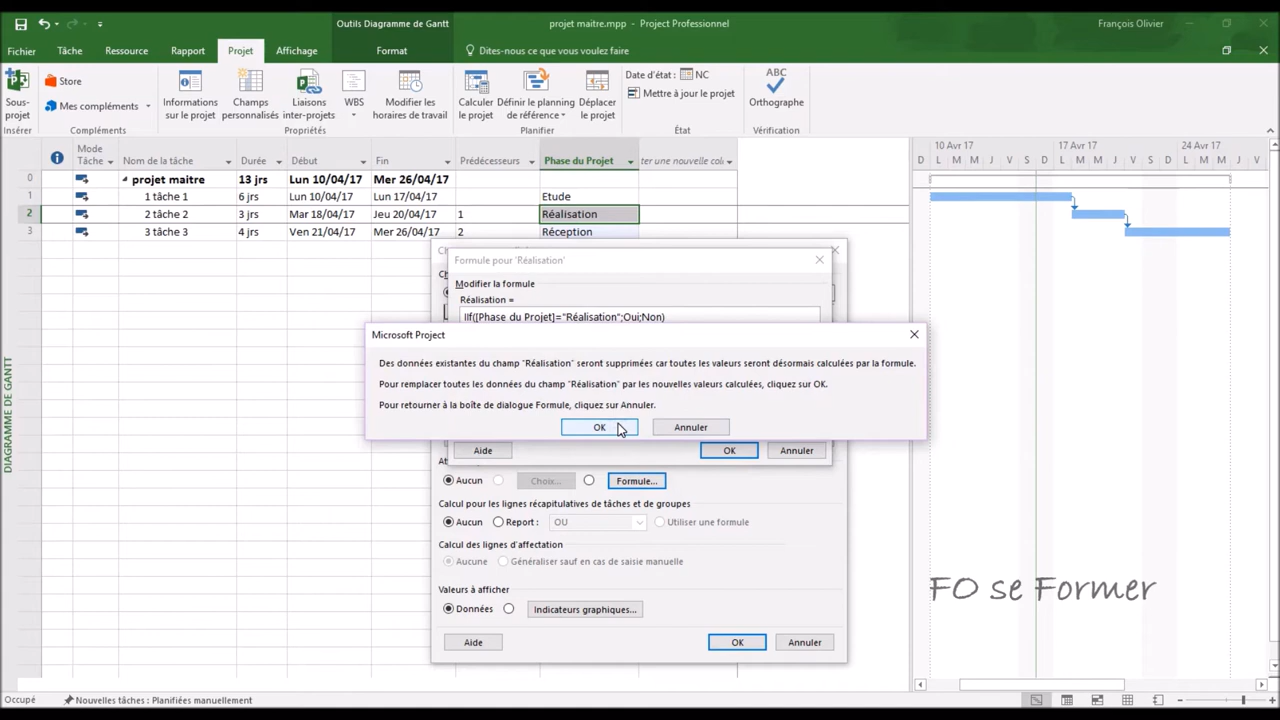 Outils Diagramme de Gantt
projet maitre.mpp - Project Professionnel
François Olivier
Fichier Tâche Ressource Rapport Projet Affichage Format Dites-nous ce que vous voulez faire
Sous-projet
Insérer
Store
Mes compléments
Compléments
Informations sur le projet
Champs personnalisés
Liaisons inter-projets
WBS
Modifier les horaires de travail
Propriétés
Calculer le projet
Définir le planning de référence
Déplacer le projet
Planifier
Date d'état : NC
Mettre à jour le projet
État
ABC
Orthographe
Vérification
Mode Tâche Nom de la tâche Durée Début Fin Prédécesseurs Phase du Projet ter une nouvelle col
10 Avr 17 17 Avr 17 24 Avr 17
D L M M J V S D L M M J V S D L M M J V
0 projet maitre 13 jrs Lun 10/04/17 Mer 26/04/17
1 1 tâche 1 6 jrs Lun 10/04/17 Lun 17/04/17 Etude
2 2 tâche 2 3 jrs Mar 18/04/17 Jeu 20/04/17 1 Réalisation
3 3 tâche 3 4 jrs Ven 21/04/17 Mer 26/04/17 2 Réception
Formule pour 'Réalisation'
Modifier la formule
Réalisation =
IIf([Phase du Projet]="Réalisation";Oui;Non)
Microsoft Project
Des données existantes du champ "Réalisation" seront supprimées car toutes les valeurs seront désormais calculées par la formule.
Pour remplacer toutes les données du champ "Réalisation" par les nouvelles valeurs calculées, cliquez sur OK.
Pour retourner à la boîte de dialogue Formule, cliquez sur Annuler.
OK Annuler
Aide OK Annuler
Aucun Choix... Formule...
Calcul pour les lignes récapitulatives de tâches et de groupes
Aucun Report : OU Utiliser une formule
Calcul des lignes d'affectation
Aucune Généraliser sauf en cas de saisie manuelle
Valeurs à afficher
Données Indicateurs graphiques...
Aide OK Annuler
DIAGRAMME DE GANTT
FO se Former
Occupé Nouvelles tâches : Planifiées manuellement